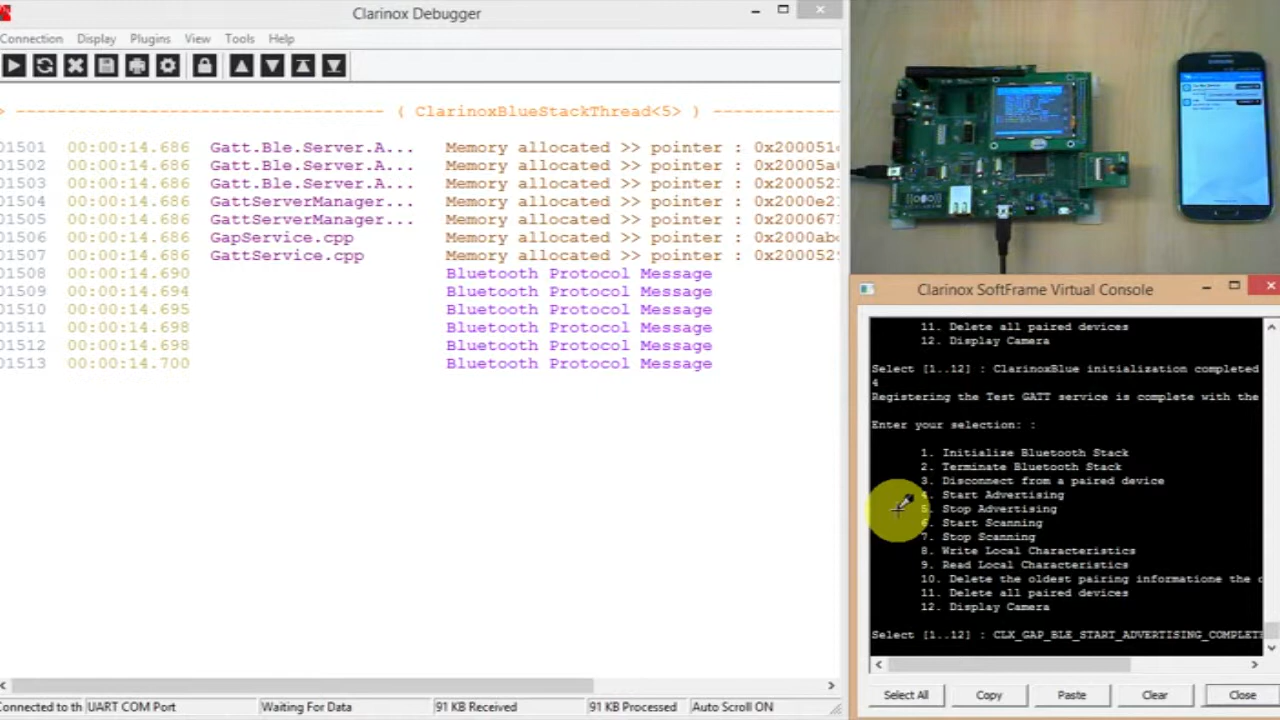 Clarinox Debugger
Connection Display Plugins View Tools Help
------------------------------------ ( ClarinoxBlueStackThread<5> ) ------------
01501 00:00:14.686 Gatt.Ble.Server.A... Memory allocated >> pointer : 0x200051
01502 00:00:14.686 Gatt.Ble.Server.A... Memory allocated >> pointer : 0x20005a
01503 00:00:14.686 Gatt.Ble.Server.A... Memory allocated >> pointer : 0x200052
01504 00:00:14.686 GattServerManager... Memory allocated >> pointer : 0x2000e2
01505 00:00:14.686 GattServerManager... Memory allocated >> pointer : 0x200067
01506 00:00:14.686 GapService.cpp Memory allocated >> pointer : 0x2000ab
01507 00:00:14.686 GattService.cpp Memory allocated >> pointer : 0x200052
01508 00:00:14.690 Bluetooth Protocol Message
01509 00:00:14.694 Bluetooth Protocol Message
01510 00:00:14.695 Bluetooth Protocol Message
01511 00:00:14.698 Bluetooth Protocol Message
01512 00:00:14.698 Bluetooth Protocol Message
01513 00:00:14.700 Bluetooth Protocol Message
onnected to th UART COM Port Waiting For Data 91 KB Received 91 KB Processed Auto Scroll ON
SAMSUNG
Clarinox SoftFrame Virtual Console
11. Delete all paired devices
12. Display Camera
Select [1..12] : ClarinoxBlue initialization completed
4
Registering the Test GATT service is complete with the
Enter your selection: :
1. Initialize Bluetooth Stack
2. Terminate Bluetooth Stack
3. Disconnect from a paired device
4. Start Advertising
5. Stop Advertising
6. Start Scanning
7. Stop Scanning
8. Write Local Characteristics
9. Read Local Characteristics
10. Delete the oldest pairing informatione the
11. Delete all paired devices
12. Display Camera
Select [1..12] : CLX_GAP_BLE_START_ADVERTISING_COMPLETE
Select All Copy Paste Clear Close